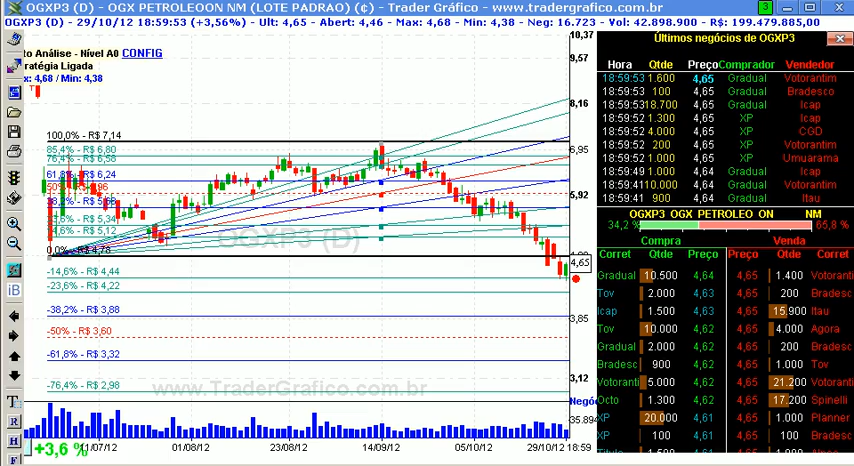 OGXP3 (D) - OGX PETROLEOON NM (LOTE PADRAO) (¢) - Trader Gráfico - www.tradergrafico.com.br
OGXP3 (D) - 29/10/12 18:59:53 (+3,56%) - Ult: 4,65 - Abert: 4,46 - Max: 4,68 - Min: 4,38 - Neg: 16.723 - Vol: 42.898.900 - R$: 199.479.885,00
to Análise - Nível A0 CONFIG
tratégia Ligada
x: 4,68 / Min: 4,38
100,0% - R$ 7,14
85,4% - R$ 6,80
76,4% - R$ 6,58
61,8% - R$ 6,24
38,2% - R$ 5,68
R$ 5,34
R$ 5,12
0,0% - R$ 4,78
-14,6% - R$ 4,44
-23,6% - R$ 4,22
-38,2% - R$ 3,88
-50% - R$ 3,60
-61,8% - R$ 3,32
-76,4% - R$ 2,98
OGXP3 (D)
www.TraderGrafico.com.br
10,37
9,57
8,16
6,95
5,92
4,65
3,85
3,12
Negóc
35.894
+3,6 %
11/07/12 01/08/12 23/08/12 14/09/12 05/10/12 29/10/12 18:59
iB
T
R
H
F
3
Últimos negócios de OGXP3
Hora Qtde Preço Comprador Vendedor
18:59:53 1.600 4,65 Gradual Votorantim
18:59:53 100 4,65 Gradual Bradesco
18:59:53 18.700 4,65 Gradual Icap
18:59:52 1.300 4,65 XP Icap
18:59:52 4.000 4,65 XP CGD
18:59:52 200 4,65 XP Votorantim
18:59:52 1.000 4,65 XP Umuarama
18:59:49 1.000 4,64 Gradual Icap
18:59:41 10.000 4,64 Gradual Votorantim
18:59:41 900 4,64 Gradual Itau
OGXP3 OGX PETROLEO ON NM
34,2 % 65,8 %
Compra Venda
Corret Qtde Preço Preço Qtde Corret
Gradual 10.500 4,64 4,65 1.400 Votoranti
Tov 2.000 4,63 4,65 200 Bradesc
Icap 1.500 4,63 4,65 15.900 Itau
Tov 10.000 4,62 4,65 4.000 Agora
Gradual 2.000 4,62 4,65 200 Bradesc
Bradesc 900 4,62 4,65 1.000 Tov
Votoranti 5.000 4,62 4,65 21.200 Votoranti
Octo 1.300 4,62 4,65 17.200 Spinelli
XP 20.000 4,61 4,65 1.000 Planner
XP 100 4,61 4,65 100 Bradesc